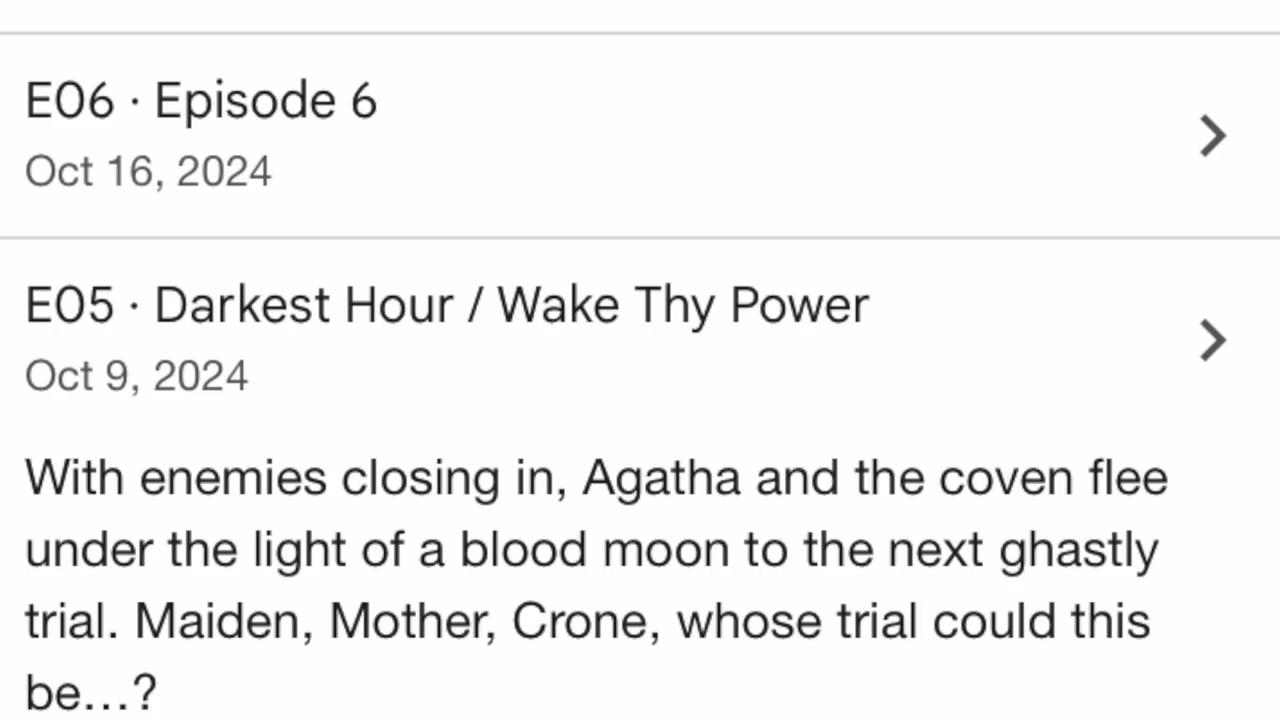 E06 · Episode 6
Oct 16, 2024
E05 · Darkest Hour / Wake Thy Power
Oct 9, 2024
With enemies closing in, Agatha and the coven flee
under the light of a blood moon to the next ghastly
trial. Maiden, Mother, Crone, whose trial could this
be...?